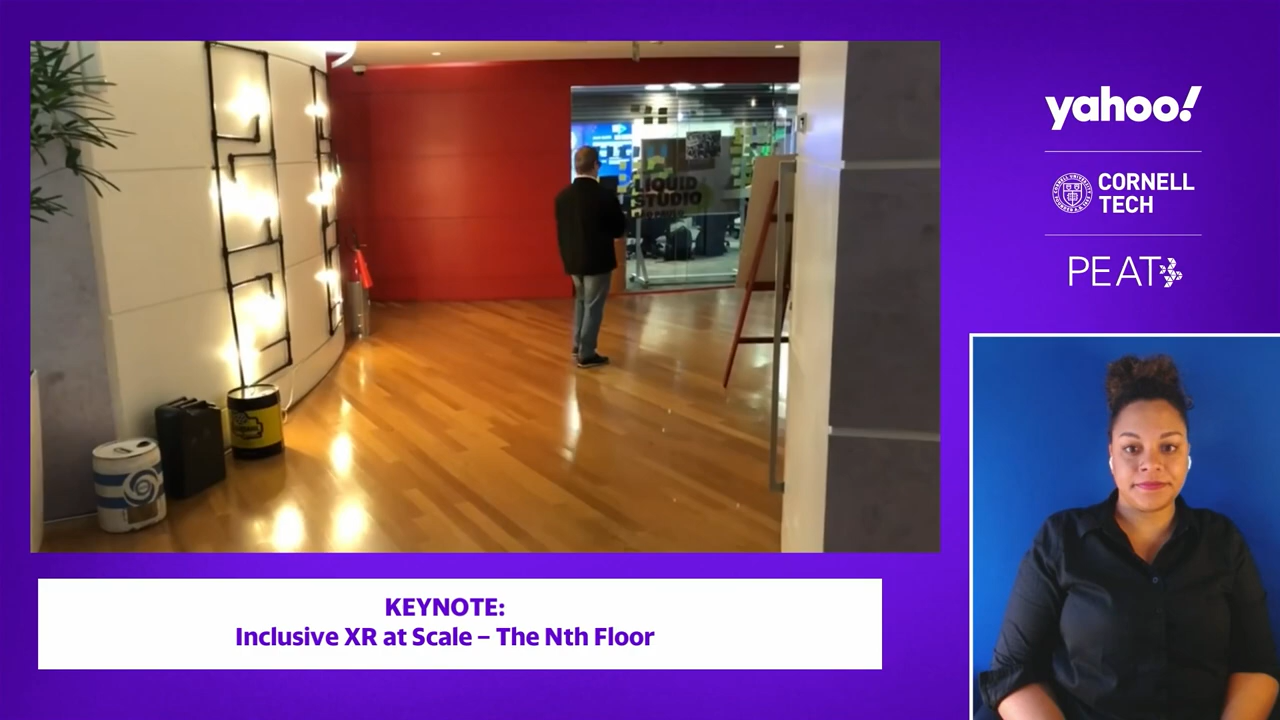 yahoo!
CORNELL
TECH
PEAT
LIQUID
STUDIO
KEYNOTE:
Inclusive XR at Scale – The Nth Floor